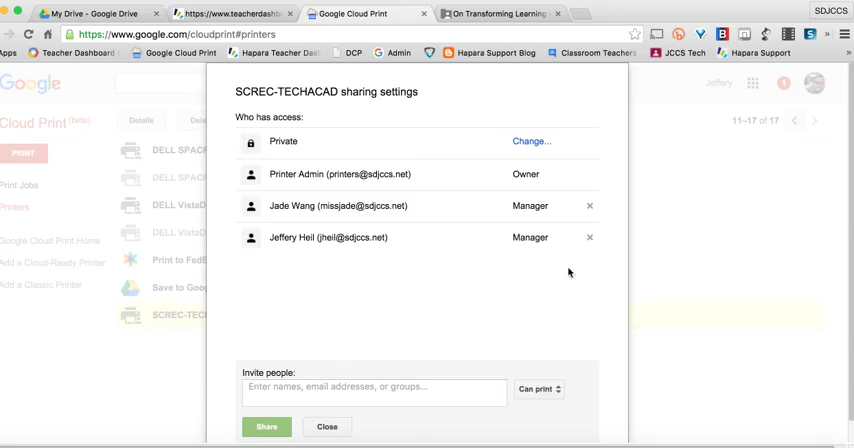 My Drive - Google Drive
https://www.teacherdashb
Google Cloud Print
On Transforming Learning
SDJCCS
https://www.google.com/cloudprint#printers
Apps
Teacher Dashboard
Google Cloud Print
Hapara Teacher Das
DCP
Admin
Hapara Support Blog
Classroom Teachers
JCCS Tech
Hapara Support
Google
Jeffery
1
Cloud Print (beta)
Details
Dele
11–17 of 17
PRINT
Print Jobs
Printers
Google Cloud Print Home
Add a Cloud-Ready Printer
Add a Classic Printer
DELL SPACP
DELL SPACP
DELL VistaD
DELL VistaD
Print to FedE
Save to Goog
SCREC-TECH
SCREC-TECHACAD sharing settings
Who has access:
Private Change...
Printer Admin (printers@sdjccs.net) Owner
Jade Wang (missjade@sdjccs.net) Manager
Jeffery Heil (jheil@sdjccs.net) Manager
Invite people:
Enter names, email addresses, or groups... Can print
Share Close